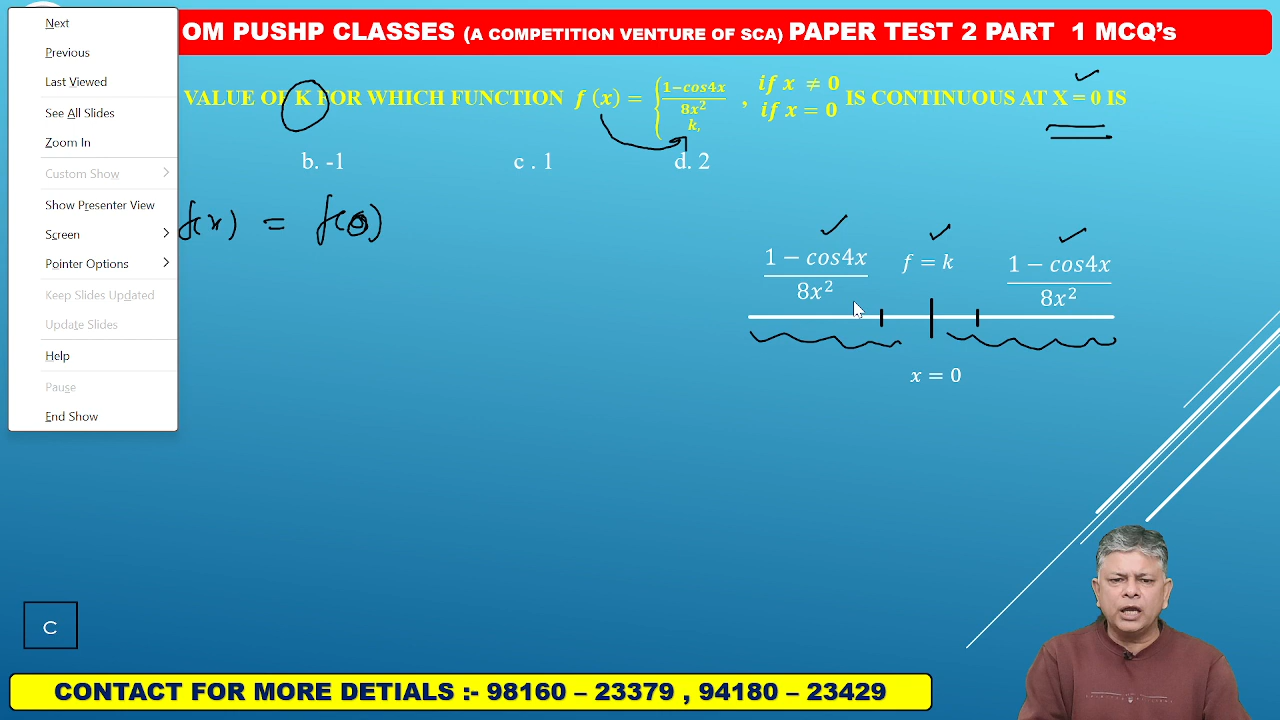 Next
Previous
Last Viewed
See All Slides
Zoom In
Custom Show
Show Presenter View
Screen
Pointer Options
Keep Slides Updated
Update Slides
Help
Pause
End Show
OM PUSHP CLASSES (A COMPETITION VENTURE OF SCA) PAPER TEST 2 PART 1 MCQ's
VALUE OF K FOR WHICH FUNCTION f (x) = { 1−cos4x / 8x² , if x ≠ 0
k, if x = 0 IS CONTINUOUS AT X = 0 IS
b. -1 c . 1 d. 2
f(x) = f(0)
1 − cos4x / 8x² f = k 1 − cos4x / 8x²
x = 0
C
CONTACT FOR MORE DETIALS :- 98160 – 23379 , 94180 – 23429